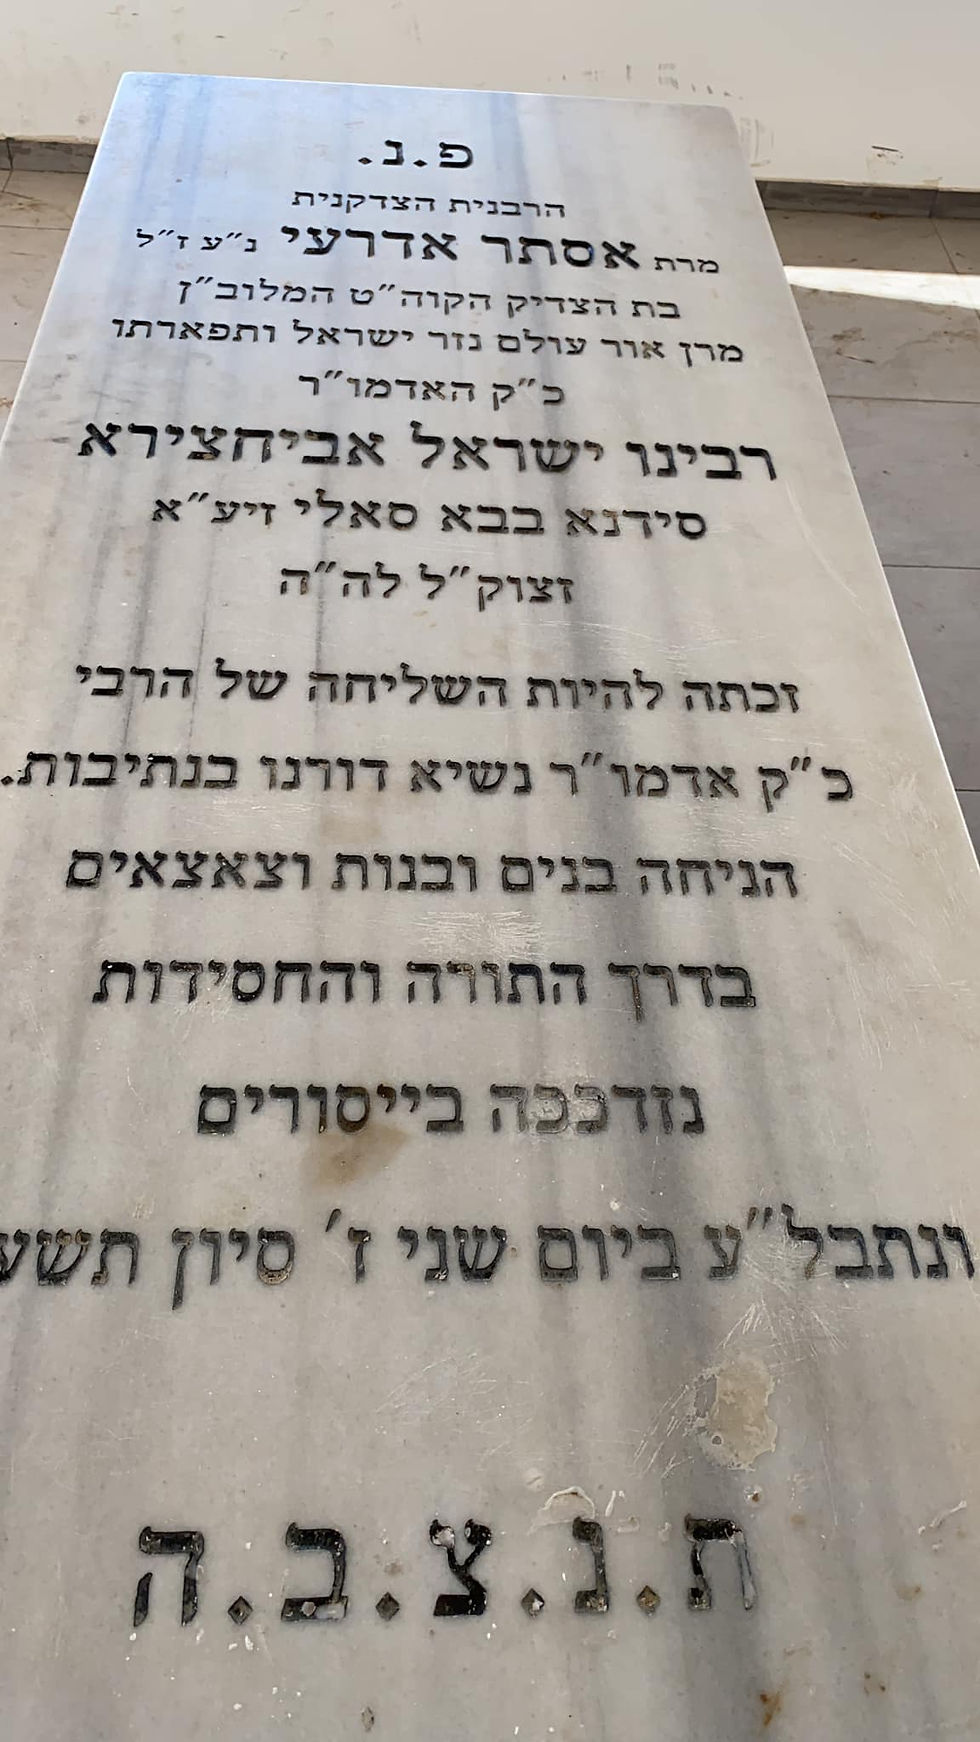 פ.נ.
הרבנית הצדקנית
מרת אסתר אדרעי נ״ע ז״ל
בת הצדיק הקוה״ט המלוב״ן
מרן אור עולם נזר ישראל ותפארתו
כ״ק האדמו״ר
רבינו ישראל אביחצירא
סידנא בבא סאלי זיע״א
זצוק״ל לה״ה
זכתה להיות השליחה של הרבי
כ״ק אדמו״ר נשיא דורנו בנתיבות.
הניחה בנים ובנות וצאצאים
בדרך התורה והחסידות
נזדככה בייסורים
ונתבל״ע ביום שני ז׳ סיון
ת.נ.צ.ב.ה